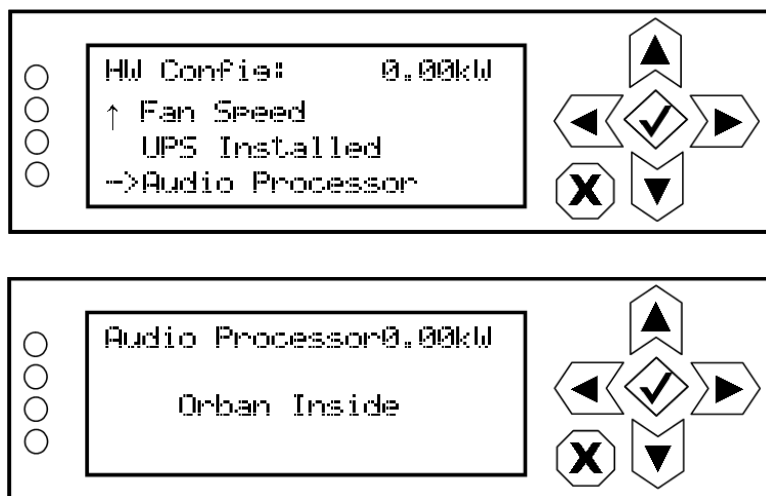 HW Config: 0.00kW
↑ Fan Speed
UPS Installed
->Audio Processor
X
Audio Processor0.00kW
Orban Inside
X